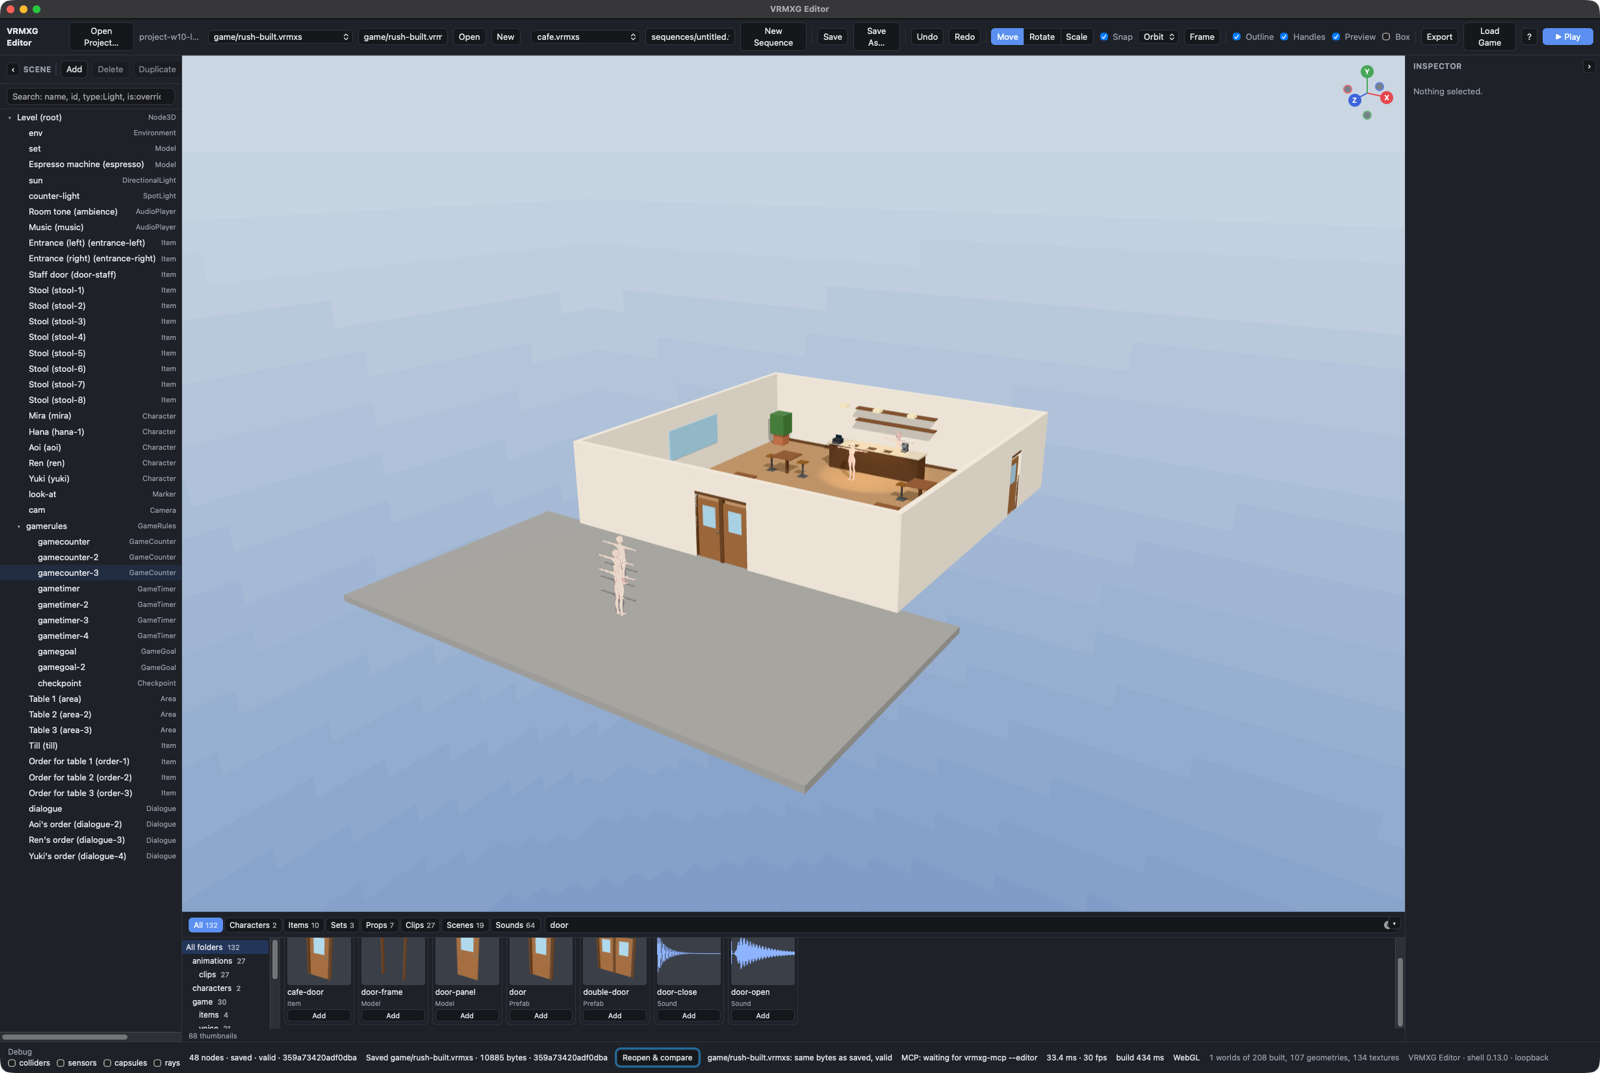 VRMXG Editor
VRMXG Editor
Open Project...
project-w10-l...
game/rush-built.vrmxs
game/rush-built.vrm
Open
New
cafe.vrmxs
sequences/untitled.
New Sequence
Save
Save As...
Undo
Redo
Move
Rotate
Scale
Snap
Orbit
Frame
Outline
Handles
Preview
Box
Export
Load Game
?
Play
SCENE
Add
Delete
Duplicate
Search: name, id, type:Light, is:overri
Level (root) Node3D
env Environment
set Model
Espresso machine (espresso) Model
sun DirectionalLight
counter-light SpotLight
Room tone (ambience) AudioPlayer
Music (music) AudioPlayer
Entrance (left) (entrance-left) Item
Entrance (right) (entrance-right) Item
Staff door (door-staff) Item
Stool (stool-1) Item
Stool (stool-2) Item
Stool (stool-3) Item
Stool (stool-4) Item
Stool (stool-5) Item
Stool (stool-6) Item
Stool (stool-7) Item
Stool (stool-8) Item
Mira (mira) Character
Hana (hana-1) Character
Aoi (aoi) Character
Ren (ren) Character
Yuki (yuki) Character
look-at Marker
cam Camera
gamerules GameRules
gamecounter GameCounter
gamecounter-2 GameCounter
gamecounter-3 GameCounter
gametimer GameTimer
gametimer-2 GameTimer
gametimer-3 GameTimer
gametimer-4 GameTimer
gamegoal GameGoal
gamegoal-2 GameGoal
checkpoint Checkpoint
Table 1 (area) Area
Table 2 (area-2) Area
Table 3 (area-3) Area
Till (till) Item
Order for table 1 (order-1) Item
Order for table 2 (order-2) Item
Order for table 3 (order-3) Item
dialogue Dialogue
Aoi's order (dialogue-2) Dialogue
Ren's order (dialogue-3) Dialogue
Yuki's order (dialogue-4) Dialogue
Y
X
Z
INSPECTOR
Nothing selected.
All 132
Characters 2
Items 10
Sets 3
Props 7
Clips 27
Scenes 19
Sounds 64
door
All folders 132
animations 27
clips 27
characters 2
game 30
items 4
voice 21
cafe-door
Item
Add
door-frame
Model
Add
door-panel
Model
Add
door
Prefab
Add
double-door
Prefab
Add
door-close
Sound
Add
door-open
Sound
Add
88 thumbnails
Debug
colliders
sensors
capsules
rays
48 nodes · saved · valid · 359a73420adf0dba
Saved game/rush-built.vrmxs · 10885 bytes · 359a73420adf0dba
Reopen & compare
game/rush-built.vrmxs: same bytes as saved, valid
MCP: waiting for vrmxg-mcp --editor
33.4 ms · 30 fps
build 434 ms
WebGL
1 worlds of 208 built, 107 geometries, 134 textures
VRMXG Editor · shell 0.13.0 · loopback